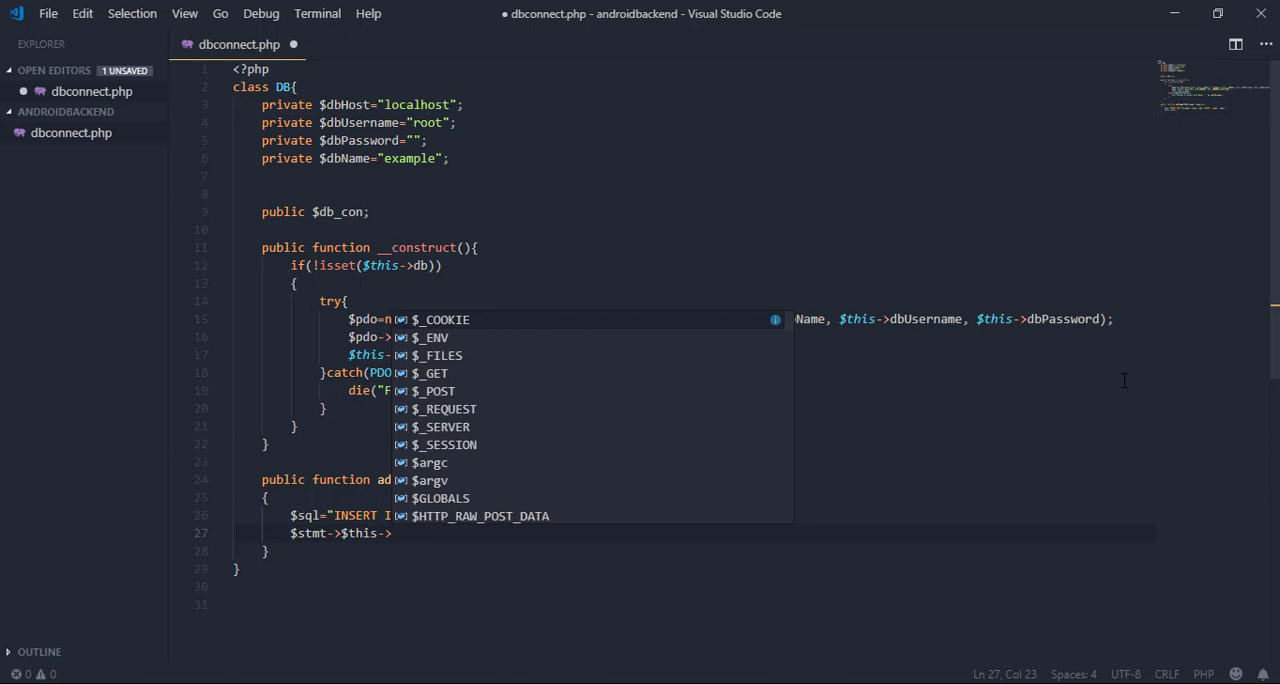 File Edit Selection View Go Debug Terminal Help
● dbconnect.php - androidbackend - Visual Studio Code
EXPLORER
OPEN EDITORS 1 UNSAVED
dbconnect.php
ANDROIDBACKEND
dbconnect.php
OUTLINE
dbconnect.php
1 <?php
2 class DB{
3 private $dbHost="localhost";
4 private $dbUsername="root";
5 private $dbPassword="";
6 private $dbName="example";
7
8
9 public $db_con;
10
11 public function __construct(){
12 if(!isset($this->db))
13 {
14 try{
15 $pdo=n Name, $this->dbUsername, $this->dbPassword);
16 $pdo->
17 $this-
18 }catch(PDO
19 die("F
20 }
21 }
22 }
23
24 public function ad
25 {
26 $sql="INSERT I
27 $stmt->$this->
28 }
29 }
30
31
$_COOKIE
$_ENV
$_FILES
$_GET
$_POST
$_REQUEST
$_SERVER
$_SESSION
$argc
$argv
$GLOBALS
$HTTP_RAW_POST_DATA
0 0
Ln 27, Col 23 Spaces: 4 UTF-8 CRLF PHP